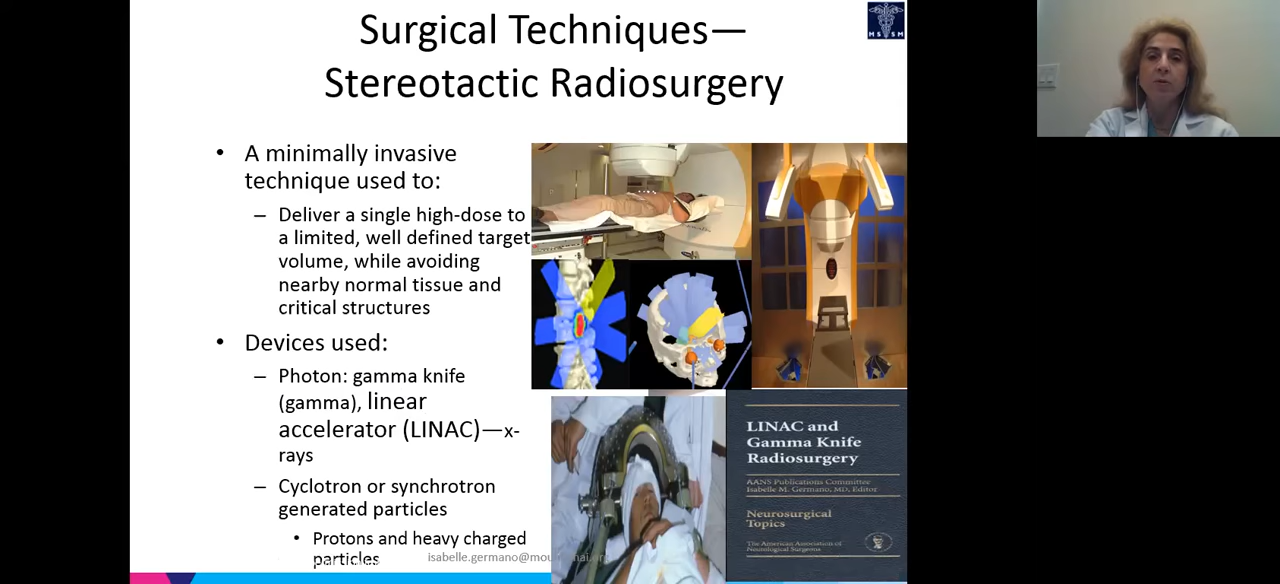 Surgical Techniques—
Stereotactic Radiosurgery
MSSM
• A minimally invasive
technique used to:
– Deliver a single high-dose to
a limited, well defined target
volume, while avoiding
nearby normal tissue and
critical structures
• Devices used:
– Photon: gamma knife
(gamma), linear
accelerator (LINAC)—x-
rays
– Cyclotron or synchrotron
generated particles
• Protons and heavy charged
particles
LINAC and
Gamma Knife
Radiosurgery
AANS Publications Committee
Isabelle M. Germano, MD, Editor
Neurosurgical
Topics
The American Association of
Neurological Surgeons